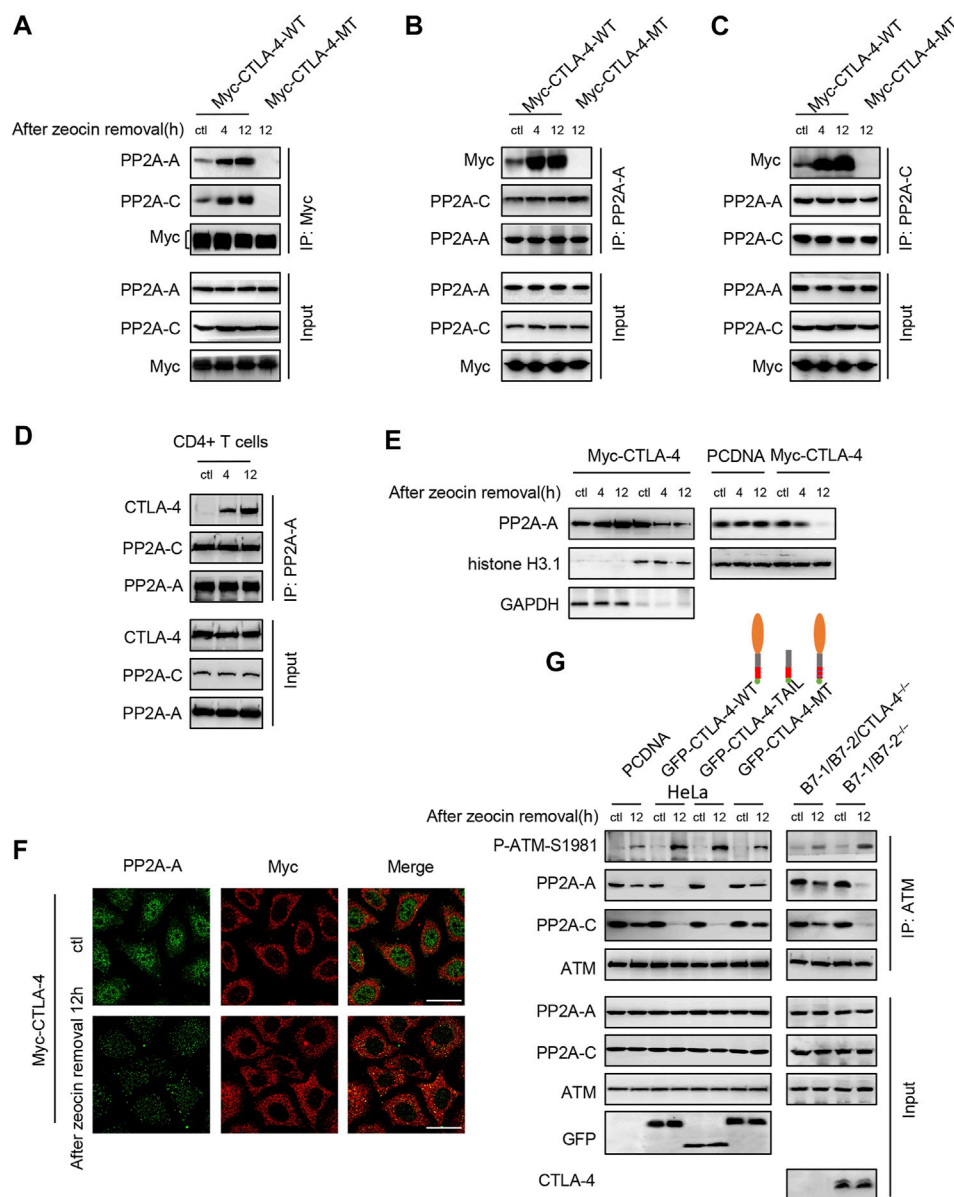 A
Myc-CTLA-4-WT
Myc-CTLA-4-MT
After zeocin removal(h) ctl 4 12 12
PP2A-A
PP2A-C
Myc
IP: Myc
PP2A-A
PP2A-C
Myc
Input
B
Myc-CTLA-4-WT
Myc-CTLA-4-MT
ctl 4 12 12
Myc
PP2A-C
PP2A-A
IP: PP2A-A
PP2A-A
PP2A-C
Myc
Input
C
Myc-CTLA-4-WT
Myc-CTLA-4-MT
ctl 4 12 12
Myc
PP2A-A
PP2A-C
IP: PP2A-C
PP2A-A
PP2A-C
Myc
Input
D
CD4+ T cells
ctl 4 12
CTLA-4
PP2A-C
PP2A-A
IP: PP2A-A
CTLA-4
PP2A-C
PP2A-A
Input
E
Myc-CTLA-4 PCDNA Myc-CTLA-4
After zeocin removal(h) ctl 4 12 ctl 4 12 ctl 4 12 ctl 4 12
PP2A-A
histone H3.1
GAPDH
F
PP2A-A Myc Merge
Myc-CTLA-4
ctl
After zeocin removal 12h
G
PCDNA
GFP-CTLA-4-WT
GFP-CTLA-4-TAIL
GFP-CTLA-4-MT
B7-1/B7-2/CTLA-4⁻/⁻
B7-1/B7-2⁻/⁻
HeLa
After zeocin removal(h) ctl 12 ctl 12 ctl 12 ctl 12 ctl 12 ctl 12
P-ATM-S1981
PP2A-A
PP2A-C
ATM
IP: ATM
PP2A-A
PP2A-C
ATM
GFP
CTLA-4
Input